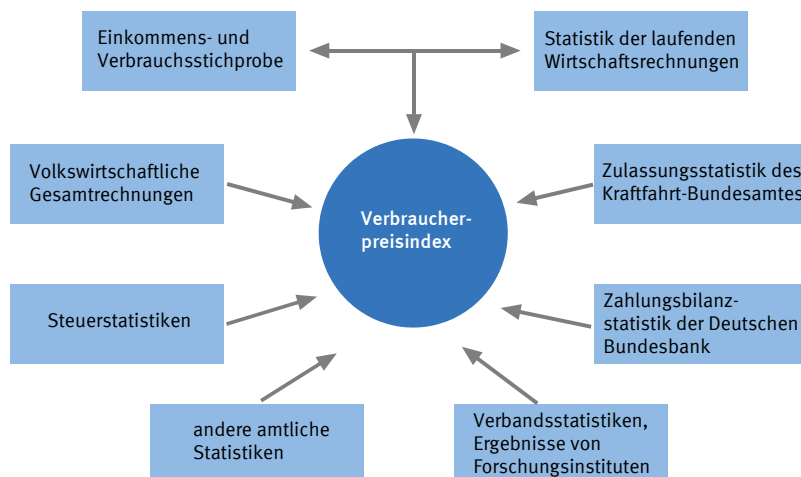 Einkommens- und
Verbrauchsstichprobe
Statistik der laufenden
Wirtschaftsrechnungen
Volkswirtschaftliche
Gesamtrechnungen
Verbraucher-
preisindex
Zulassungsstatistik des
Kraftfahrt-Bundesamtes
Steuerstatistiken
Zahlungsbilanz-
statistik der Deutschen
Bundesbank
andere amtliche
Statistiken
Verbandsstatistiken,
Ergebnisse von
Forschungsinstituten